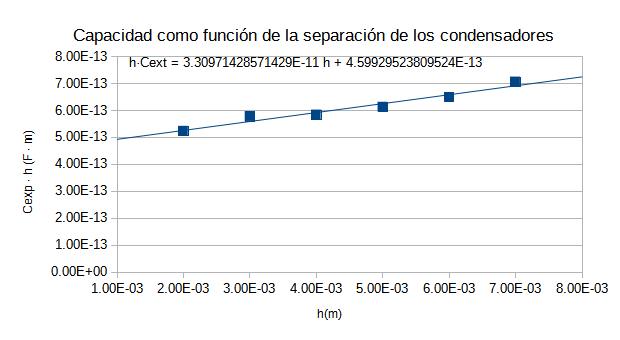 Capacidad como función de la separación de los condensadores
8.00E-13
h·Cext = 3.30971428571429E-11 h + 4.59929523809524E-13
7.00E-13
6.00E-13
5.00E-13
4.00E-13
3.00E-13
2.00E-13
1.00E-13
0.00E+00
Cexp · h (F · m)
1.00E-03 2.00E-03 3.00E-03 4.00E-03 5.00E-03 6.00E-03 7.00E-03 8.00E-03
h(m)